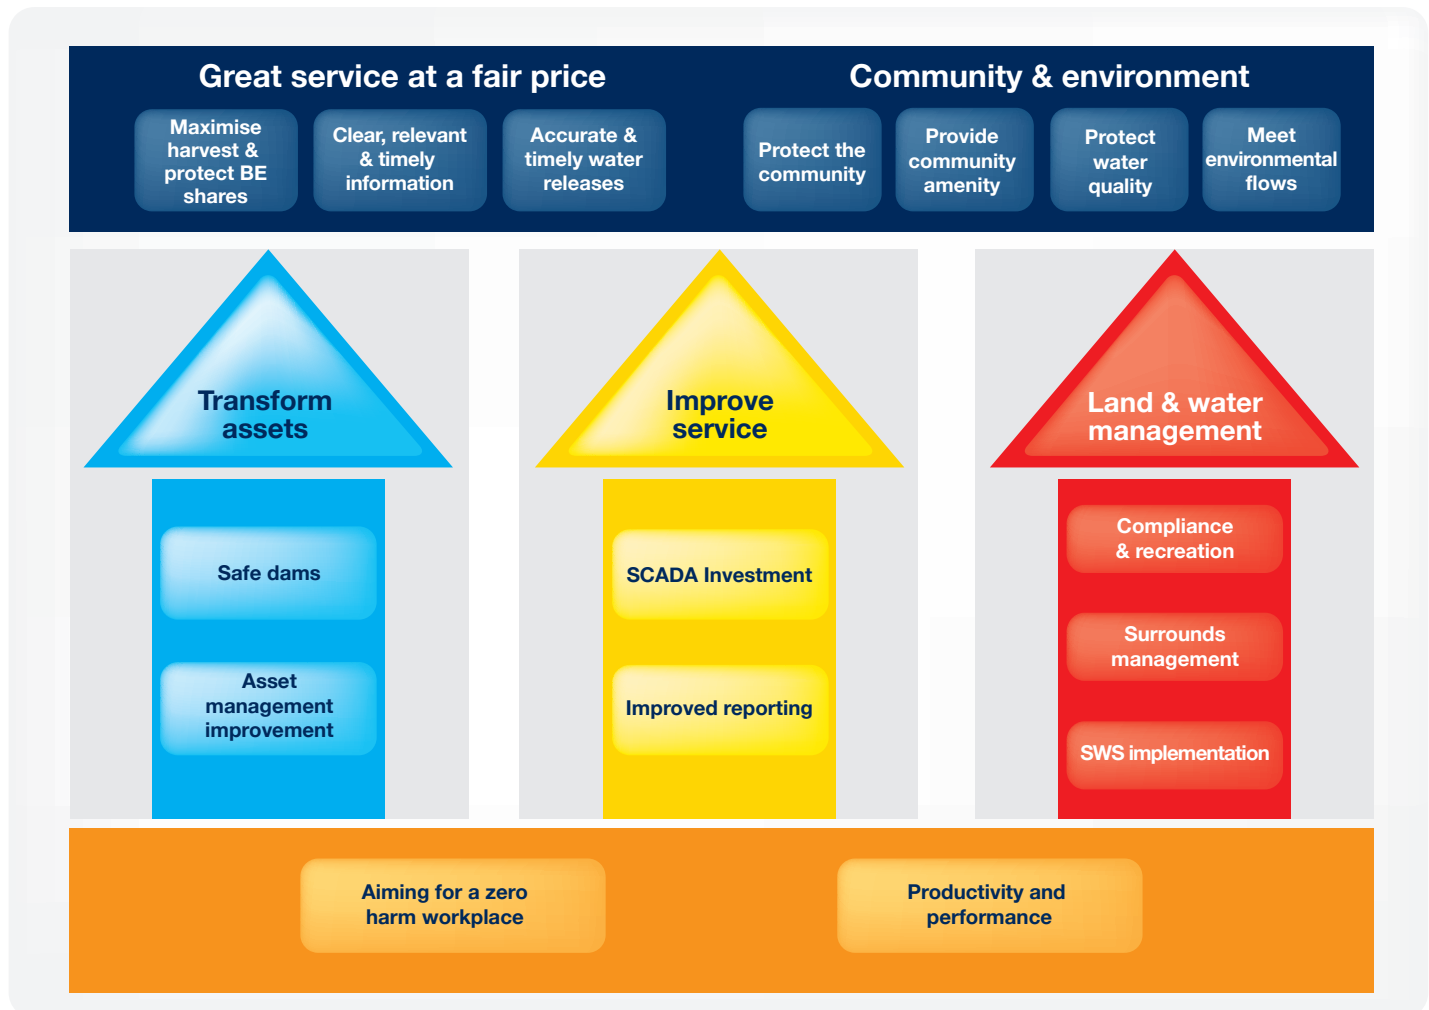 Great service at a fair price
Maximise
harvest &
protect BE
shares
Clear, relevant
& timely
information
Accurate &
timely water
releases
Community & environment
Protect the
community
Provide
community
amenity
Protect
water
quality
Meet
environmental
flows
Transform
assets
Safe dams
Asset
management
improvement
Improve
service
SCADA Investment
Improved reporting
Land & water
management
Compliance
& recreation
Surrounds
management
SWS implementation
Aiming for a zero
harm workplace
Productivity and
performance